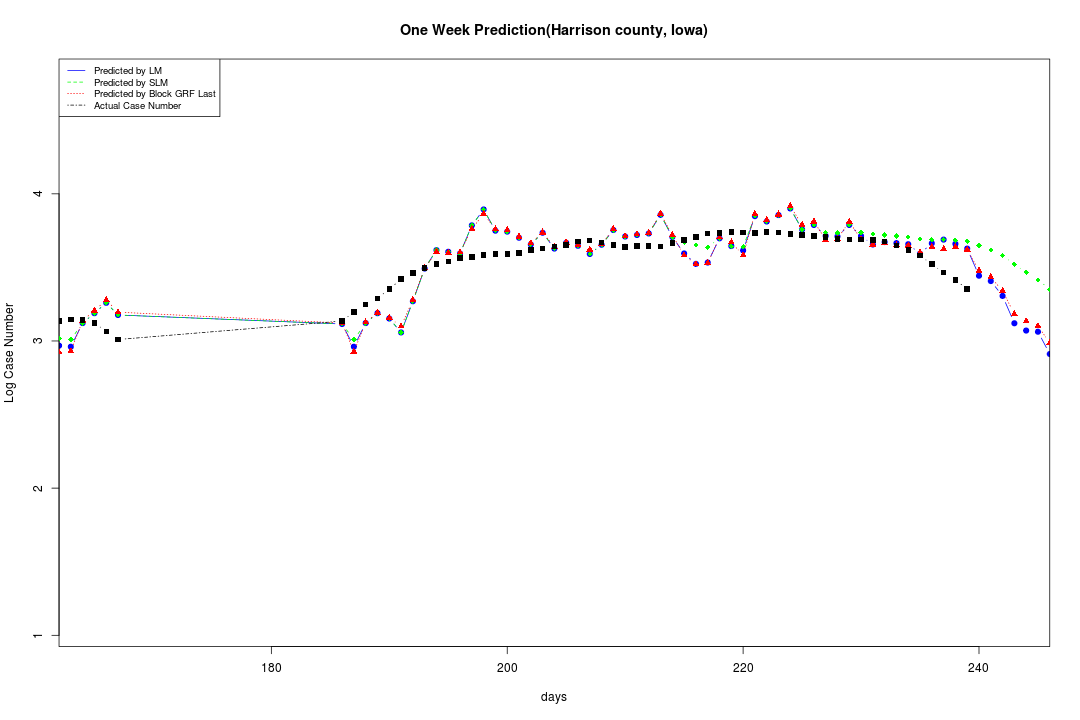 One Week Prediction(Harrison county, Iowa)
Predicted by LM
Predicted by SLM
Predicted by Block GRF Last
Actual Case Number
4
3
2
1
Log Case Number
180 200 220 240
days